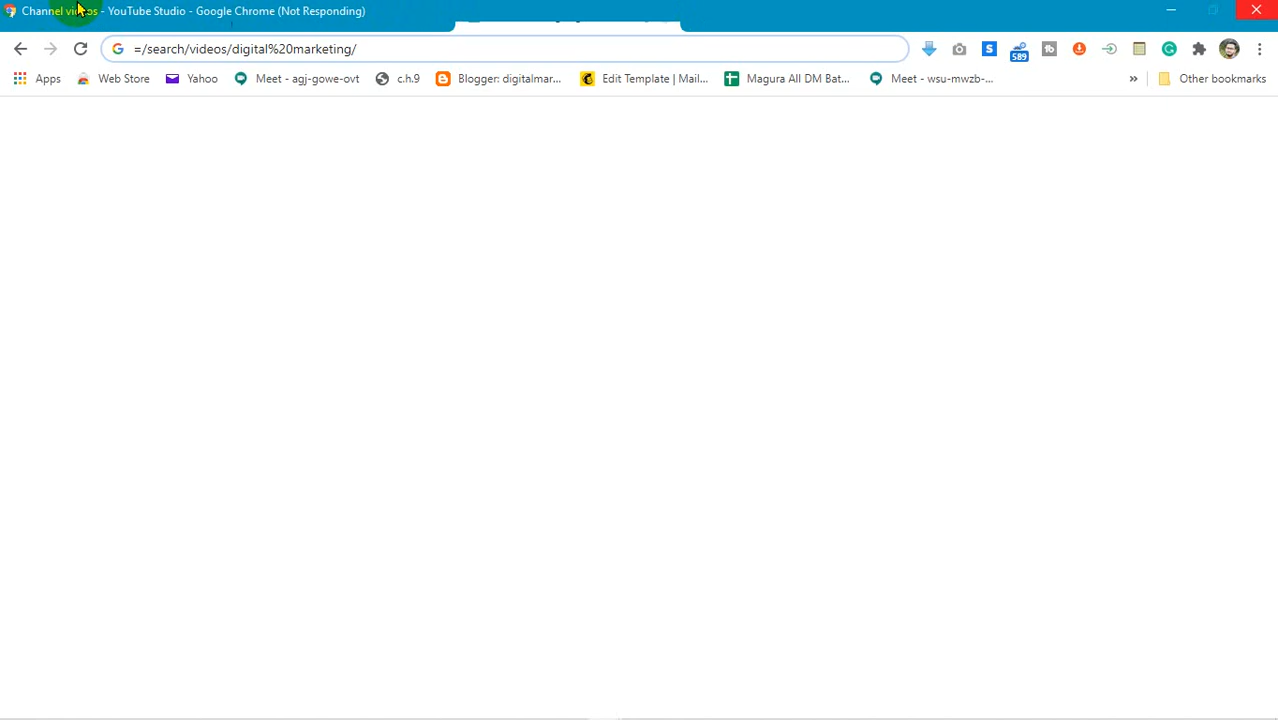 Channel videos - YouTube Studio - Google Chrome (Not Responding)
=/search/videos/digital%20marketing/
589
Apps Web Store Yahoo Meet - agj-gowe-ovt c.h.9 Blogger: digitalmar... Edit Template | Mail... Magura All DM Bat... Meet - wsu-mwzb-... » Other bookmarks